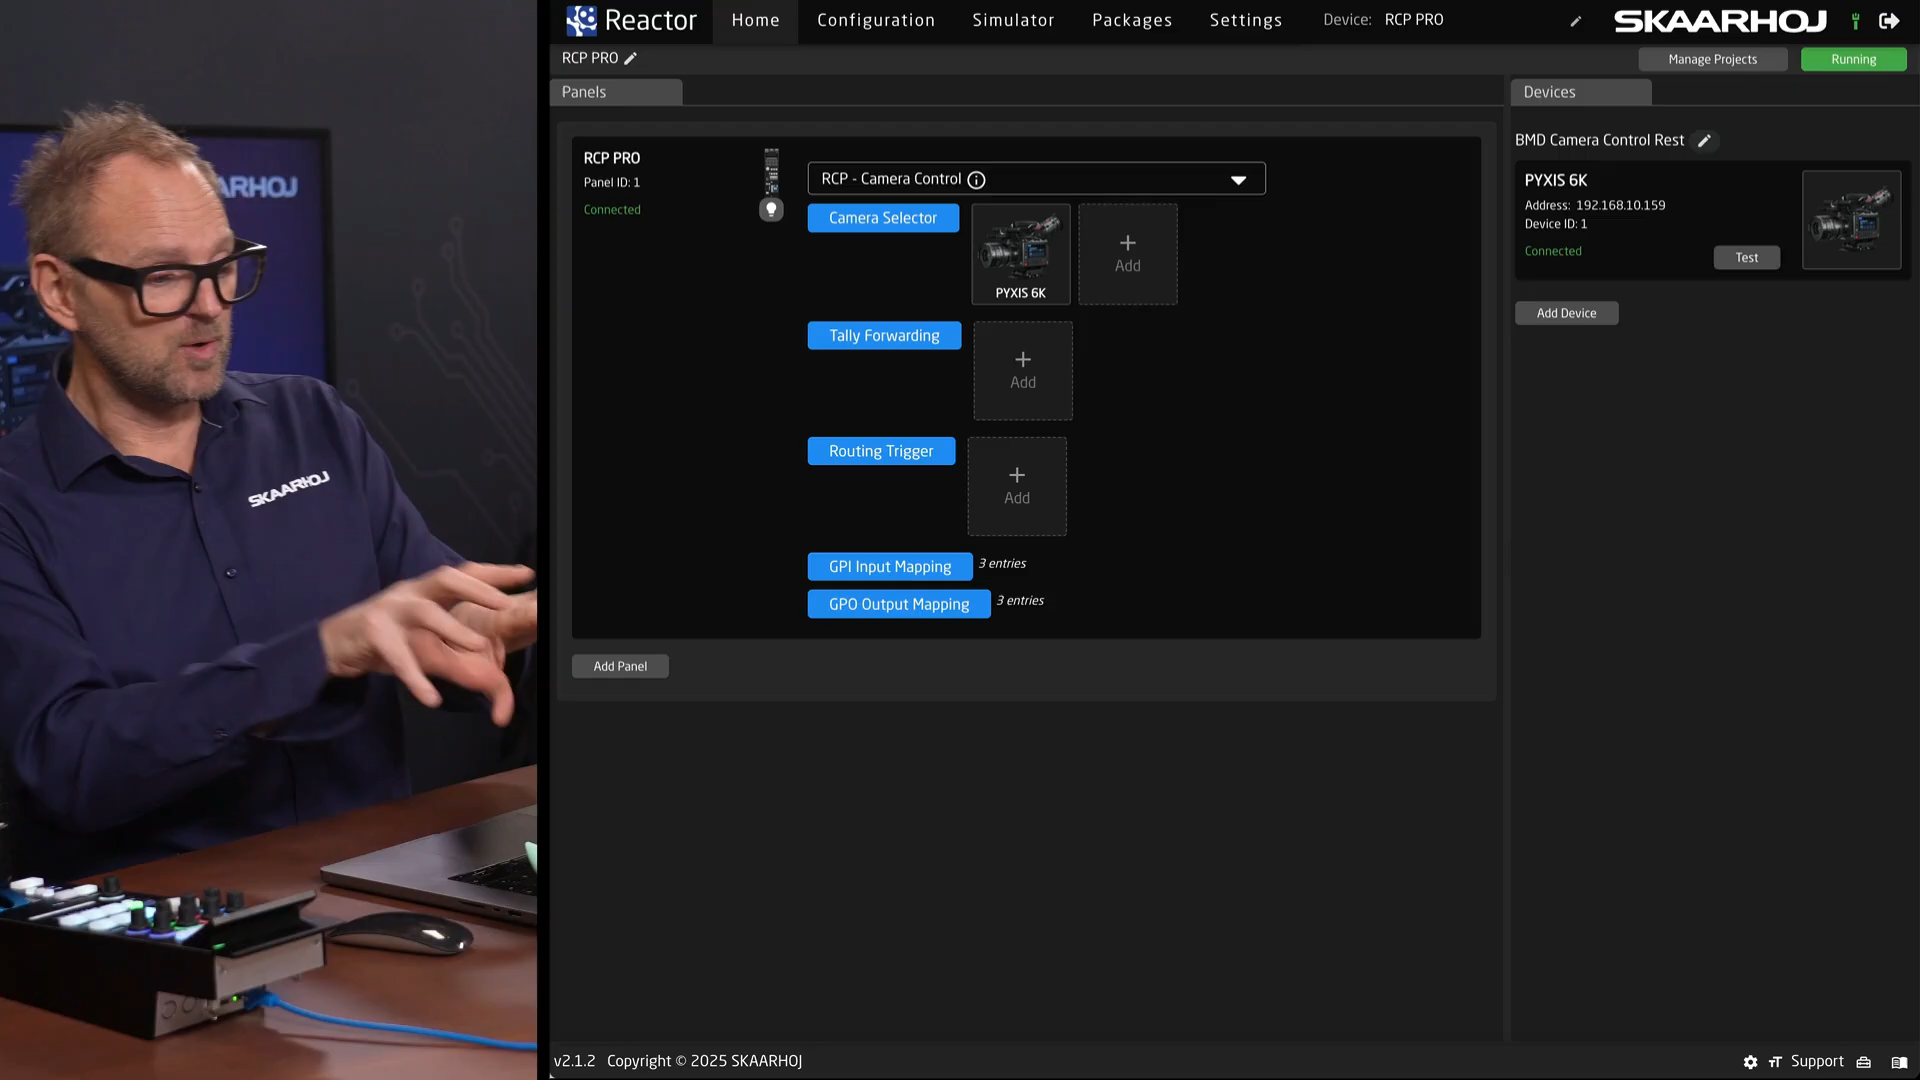 Reactor
Home
Configuration
Simulator
Packages
Settings
Device: RCP PRO
SKAARHOJ
RCP PRO
Manage Projects
Running
Panels
Devices
RCP PRO
Panel ID: 1
Connected
RCP - Camera Control
Camera Selector
PYXIS 6K
+
Add
Tally Forwarding
+
Add
Routing Trigger
+
Add
GPI Input Mapping
3 entries
GPO Output Mapping
3 entries
Add Panel
BMD Camera Control Rest
PYXIS 6K
Address: 192.168.10.159
Device ID: 1
Connected
Test
Add Device
ARHOJ
SKAARHOJ
v2.1.2 Copyright © 2025 SKAARHOJ
Support